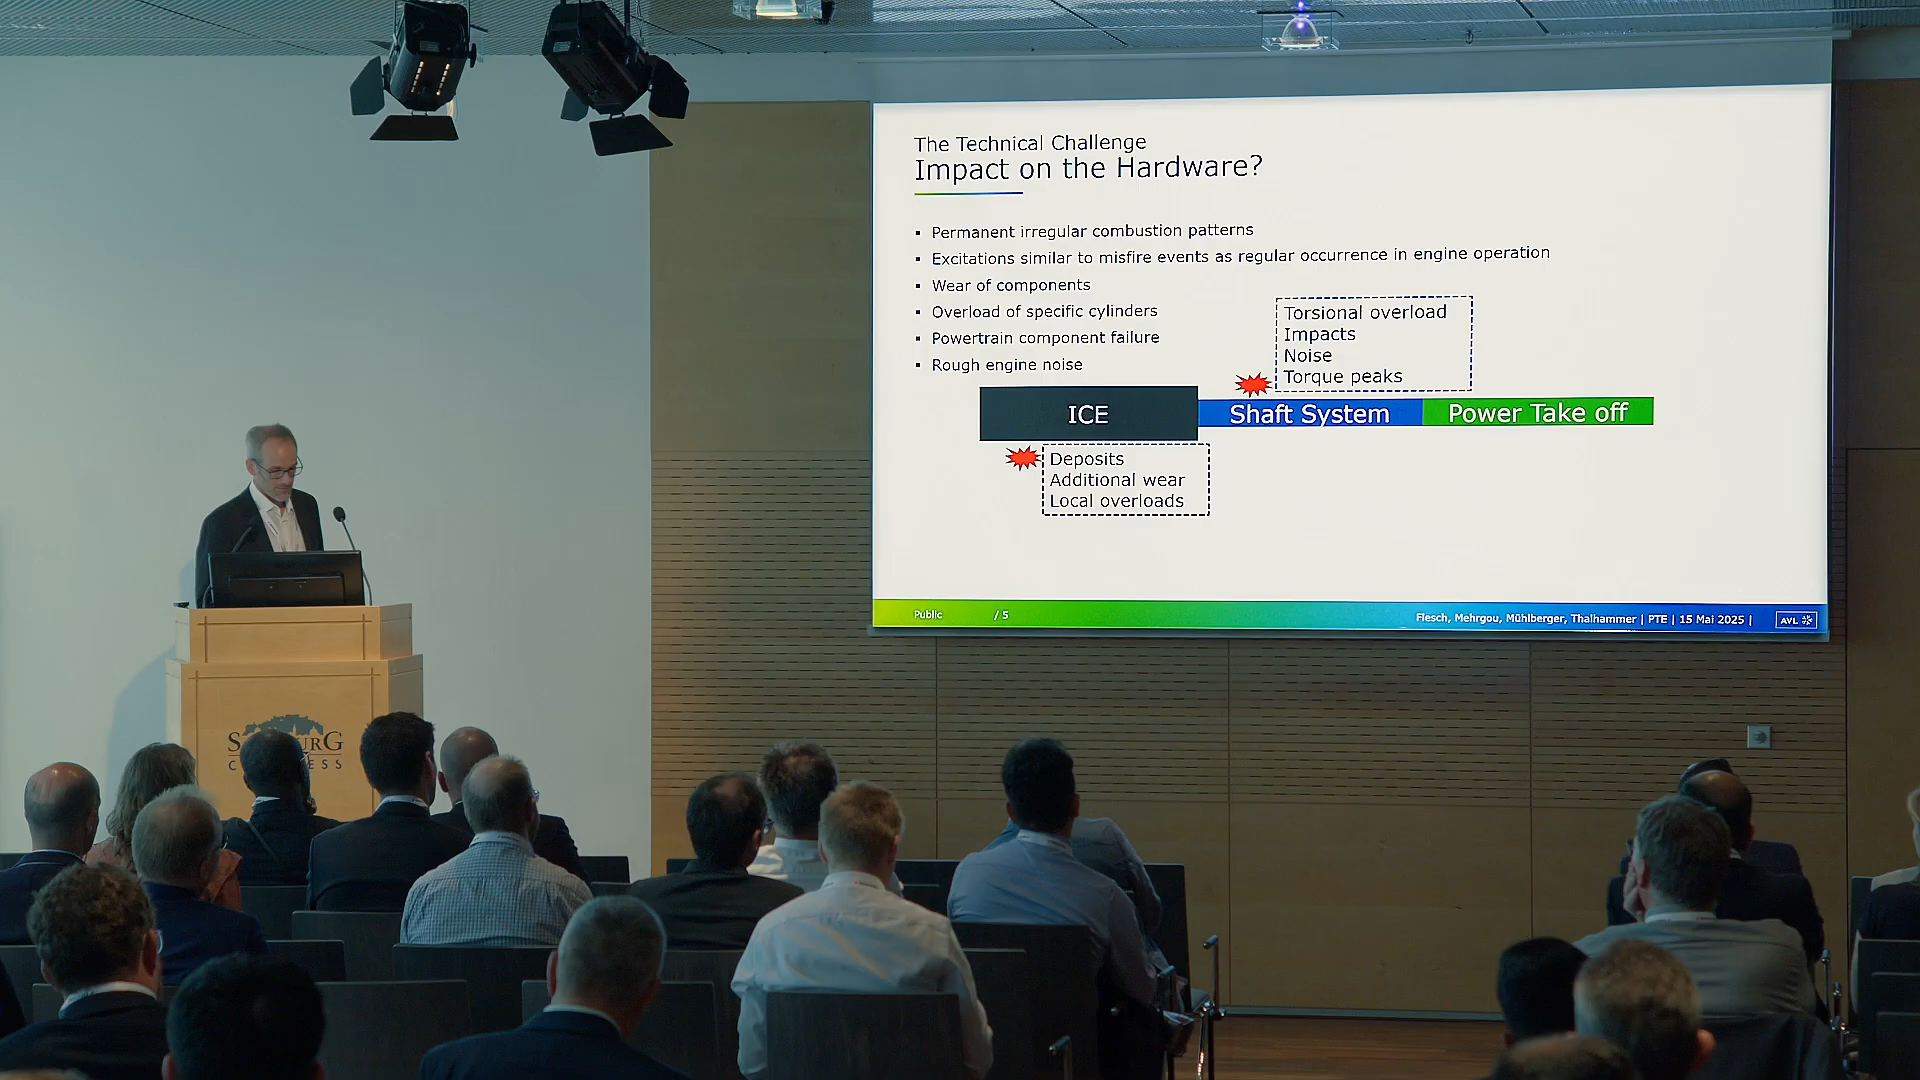 The Technical Challenge
Impact on the Hardware?
▪ Permanent irregular combustion patterns
▪ Excitations similar to misfire events as regular occurrence in engine operation
▪ Wear of components
▪ Overload of specific cylinders
▪ Powertrain component failure
▪ Rough engine noise
Torsional overload
Impacts
Noise
Torque peaks
ICE
Shaft System
Power Take off
Deposits
Additional wear
Local overloads
Public
/ 5
Flesch, Mehrgou, Mühlberger, Thalhammer | PTE | 15 Mai 2025 |
AVL